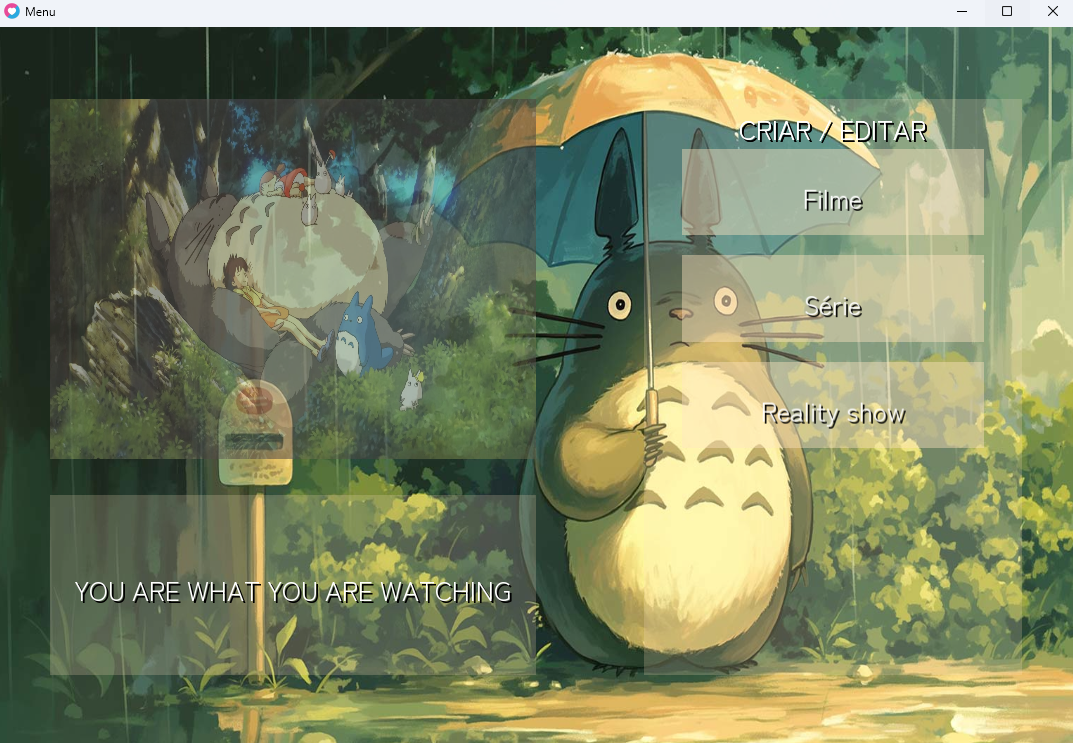 Menu
CRIAR / EDITAR
Filme
Série
Reality show
YOU ARE WHAT YOU ARE WATCHING